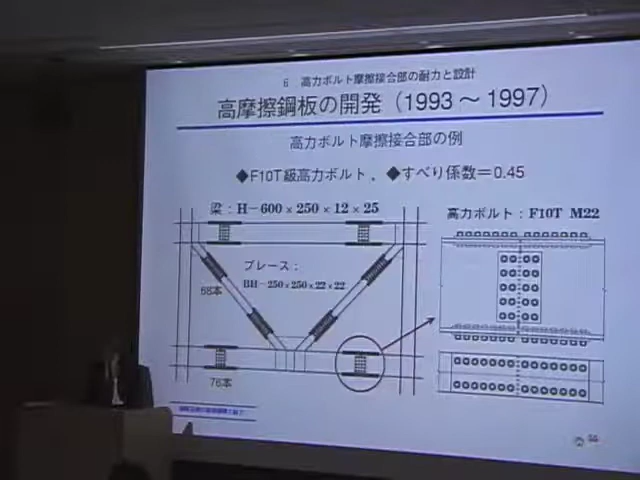 6 高力ボルト摩擦接合部の耐力と設計
高摩擦鋼板の開発（1993 ～ 1997）
高力ボルト摩擦接合部の例
◆F10T級高力ボルト、◆すべり係数＝0.45
梁：H－600×250×12×25
高力ボルト：F10T M22
ブレース：
BH－250×250×22×22
68本
76本